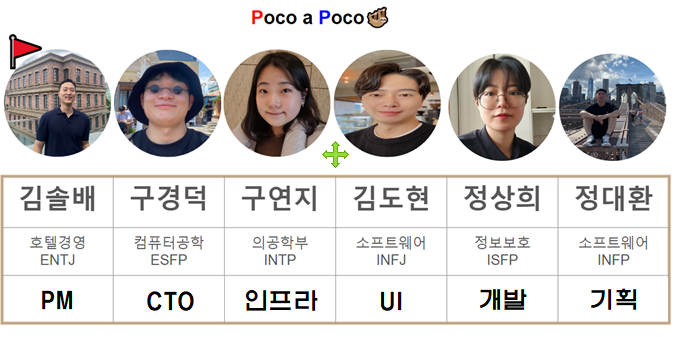 Poco a Poco
김솔배 구경덕 구연지 김도현 정상희 정대환
호텔경영 컴퓨터공학 의공학부 소프트웨어 정보보호 소프트웨어
ENTJ ESFP INTP INFJ ISFP INFP
PM CTO 인프라 UI 개발 기획